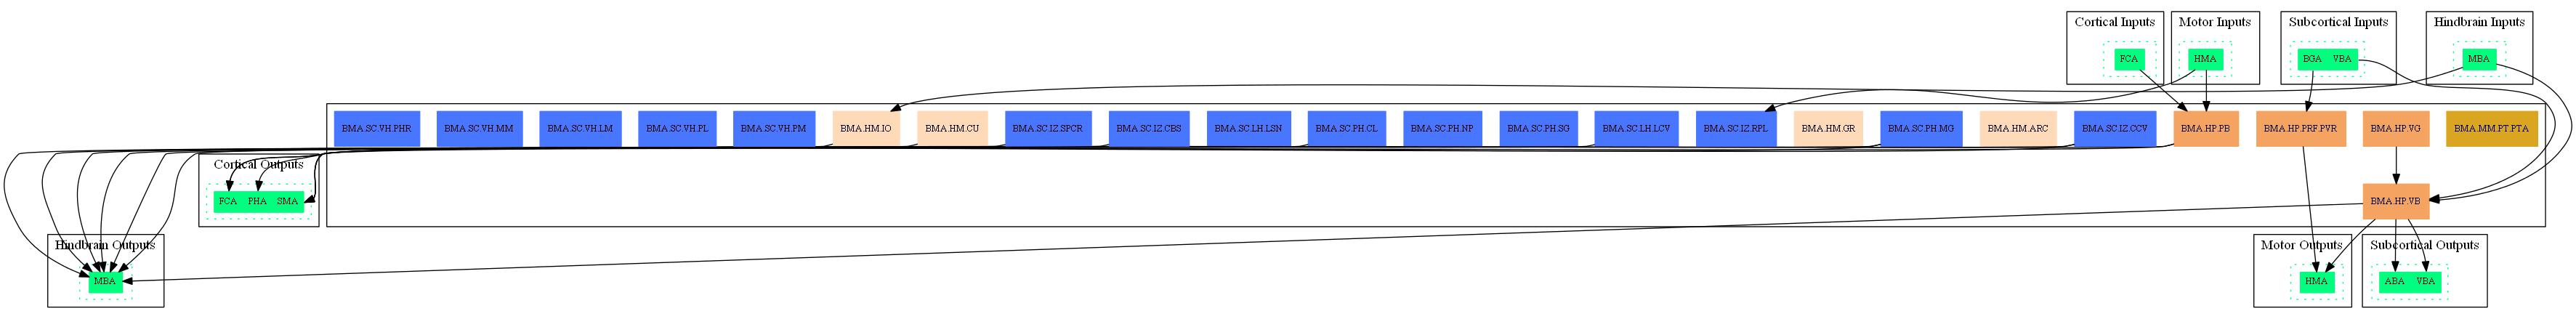 Cortical Inputs
Motor Inputs
Subcortical Inputs
Hindbrain Inputs
FCA
HMA
BGA VBA
MBA
BMA.SC.VH.PHR
BMA.SC.VH.MM
BMA.SC.VH.LM
BMA.SC.VH.PL
BMA.SC.VH.PM
BMA.HM.IO
BMA.HM.CU
BMA.SC.IZ.SPCR
BMA.SC.IZ.CBS
BMA.SC.LH.LSN
BMA.SC.PH.CL
BMA.SC.PH.NP
BMA.SC.PH.SG
BMA.SC.LH.LCV
BMA.SC.IZ.RPL
BMA.HM.GR
BMA.SC.PH.MG
BMA.HM.ARC
BMA.SC.IZ.CCV
BMA.HP.PB
BMA.HP.PRF.PVR
BMA.HP.VG
BMA.MM.PT.PTA
Cortical Outputs
FCA PHA SMA
BMA.HP.VB
Hindbrain Outputs
Motor Outputs
Subcortical Outputs
MBA
HMA
ABA VBA